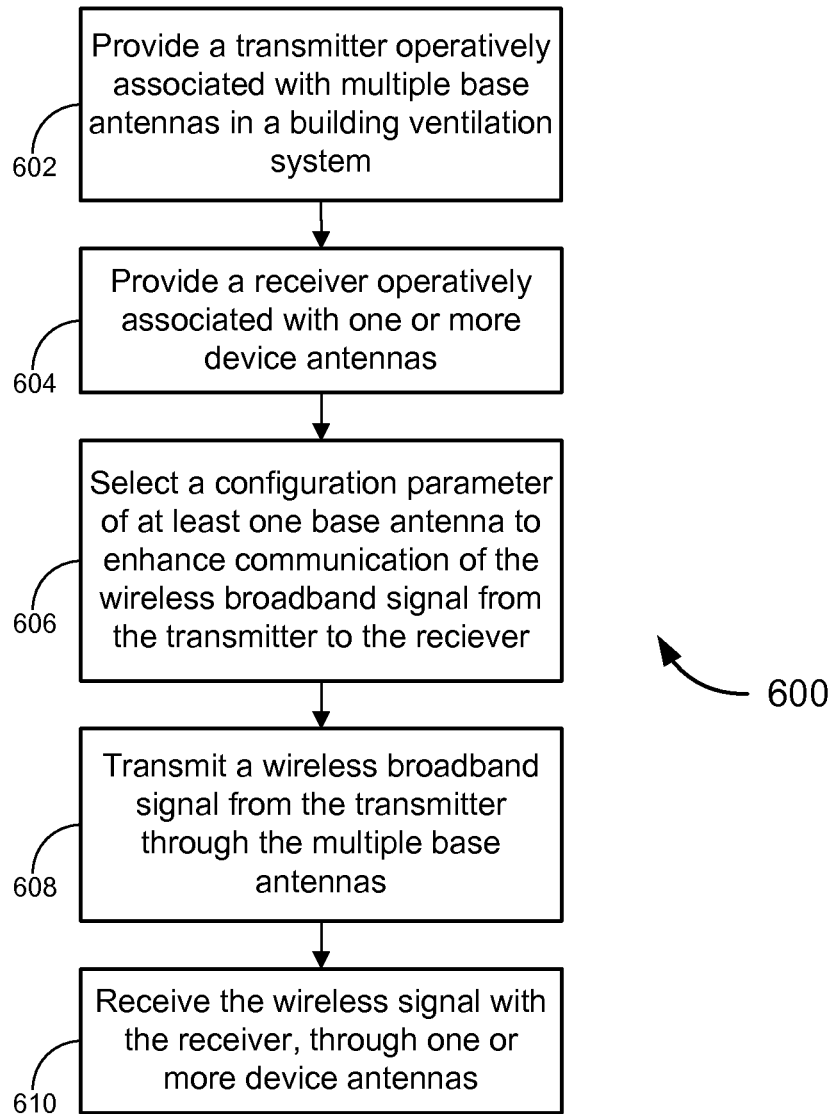 Provide a transmitter operatively
associated with multiple base
antennas in a building ventilation
system
602
Provide a receiver operatively
associated with one or more
device antennas
604
Select a configuration parameter
of at least one base antenna to
enhance communication of the
wireless broadband signal from
the transmitter to the reciever
606
600
Transmit a wireless broadband
signal from the transmitter
through the multiple base
antennas
608
Receive the wireless signal with
the receiver, through one or
more device antennas
610